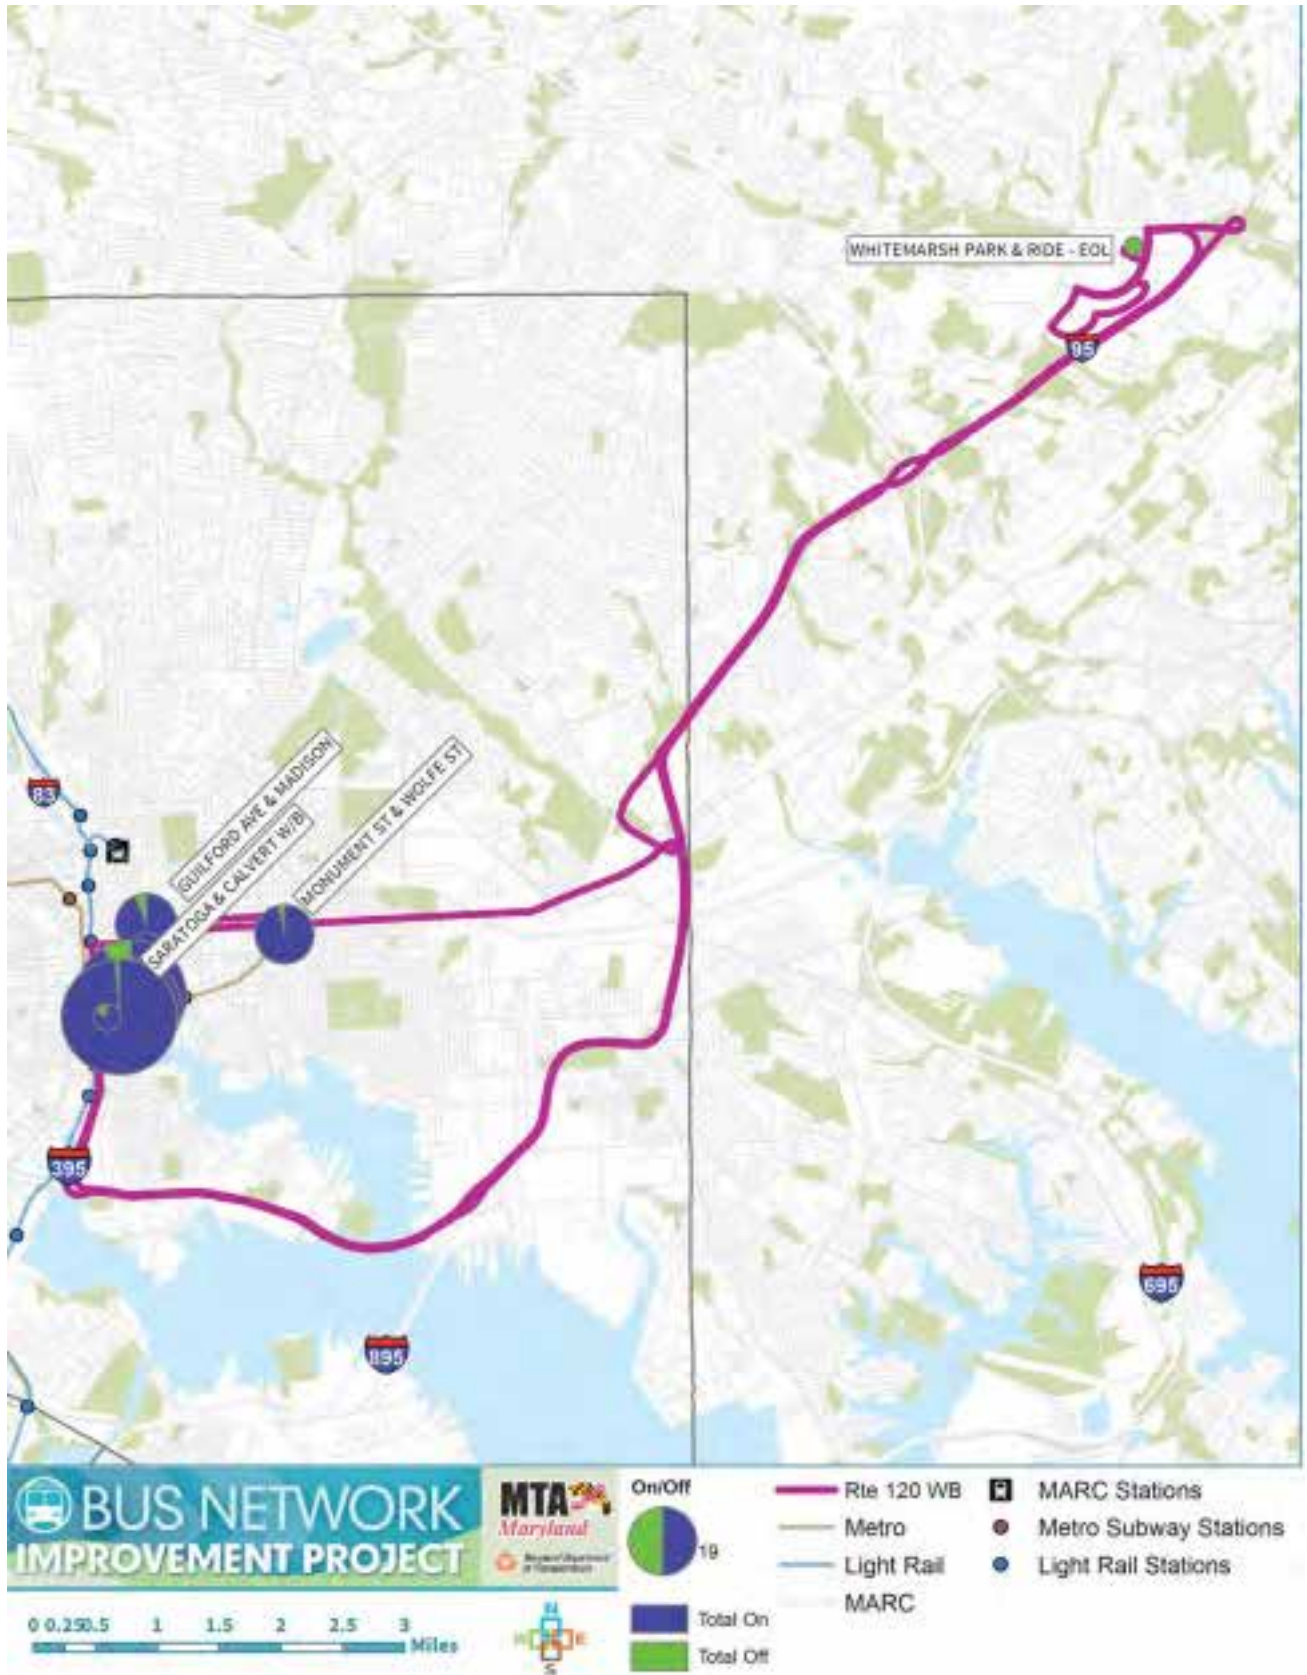 WHITEMARSH PARK & RIDE - EOL
95
GUILFORD AVE & MADISON
SARATOGA & CALVERT W/B
MONUMENT ST & WOLFE ST
83
395
895
695
BUS NETWORK
IMPROVEMENT PROJECT
MTA
Maryland
On/Off
19
Total On
Total Off
Rte 120 WB
Metro
Light Rail
MARC
MARC Stations
Metro Subway Stations
Light Rail Stations
0 0.250.5 1 1.5 2 2.5 3
Miles
N
W E
S